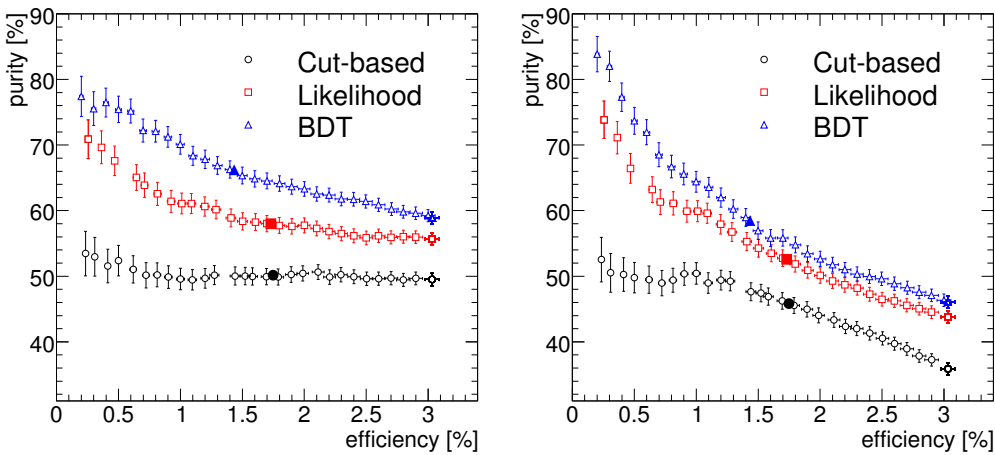 purity [%]
90
80
70
60
50
40
Cut-based
Likelihood
BDT
0 0.5 1 1.5 2 2.5 3
efficiency [%]
purity [%]
90
80
70
60
50
40
Cut-based
Likelihood
BDT
0 0.5 1 1.5 2 2.5 3
efficiency [%]